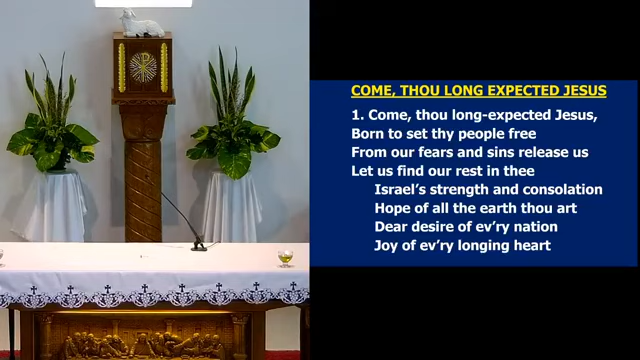 COME, THOU LONG EXPECTED JESUS
1. Come, thou long-expected Jesus,
Born to set thy people free
From our fears and sins release us
Let us find our rest in thee
Israel's strength and consolation
Hope of all the earth thou art
Dear desire of ev'ry nation
Joy of ev'ry longing heart